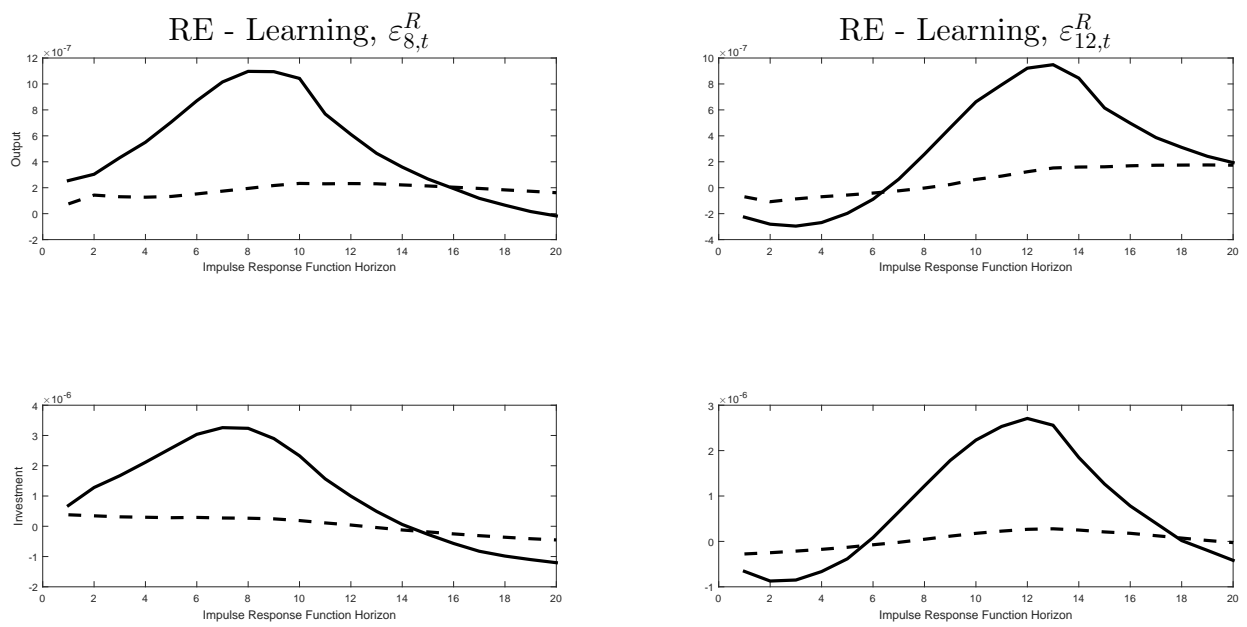 RE - Learning, ε^R_{8,t}
×10^-7
12
10
8
6
4
2
0
-2
Output
0 2 4 6 8 10 12 14 16 18 20
Impulse Response Function Horizon
RE - Learning, ε^R_{12,t}
×10^-7
10
8
6
4
2
0
-2
-4
0 2 4 6 8 10 12 14 16 18 20
Impulse Response Function Horizon
×10^-6
4
3
2
1
0
-1
-2
Investment
0 2 4 6 8 10 12 14 16 18 20
Impulse Response Function Horizon
×10^-6
3
2
1
0
-1
0 2 4 6 8 10 12 14 16 18 20
Impulse Response Function Horizon